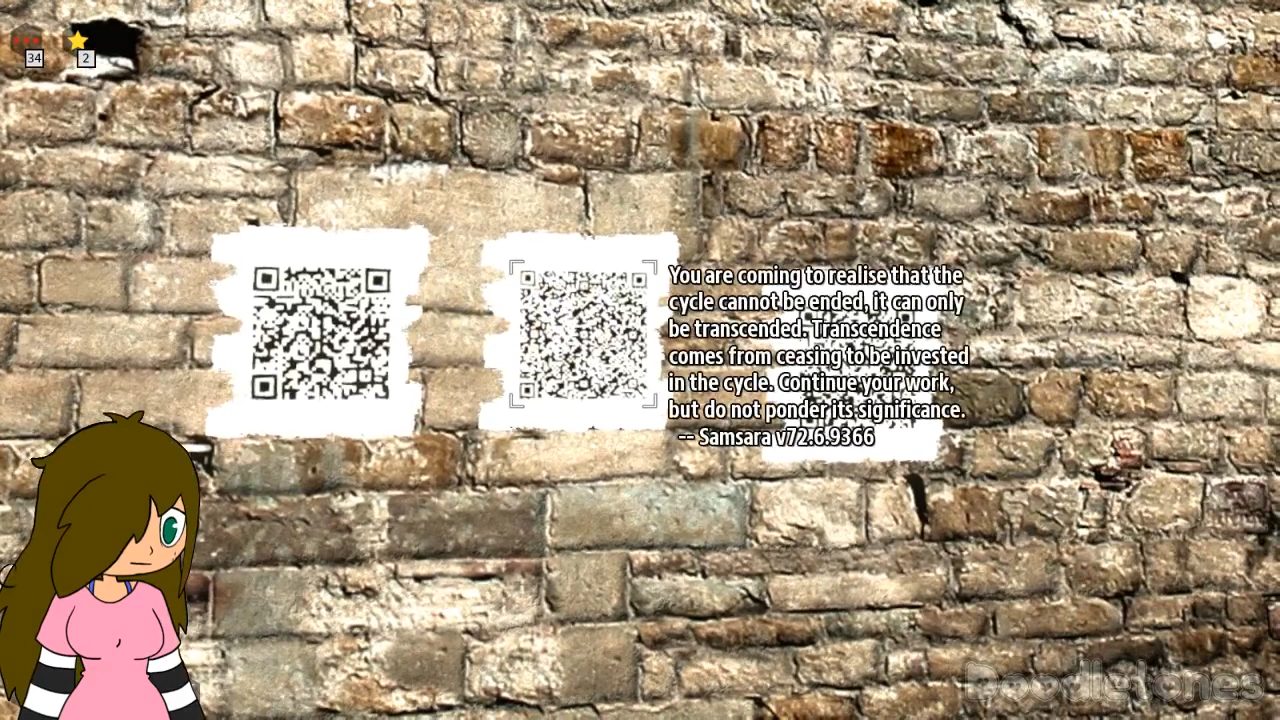 34
2
You are coming to realise that the
cycle cannot be ended, it can only
be transcended. Transcendence
comes from ceasing to be invested
in the cycle. Continue your work,
but do not ponder its significance.
-- Samsara v72.6.9366
Doodletones